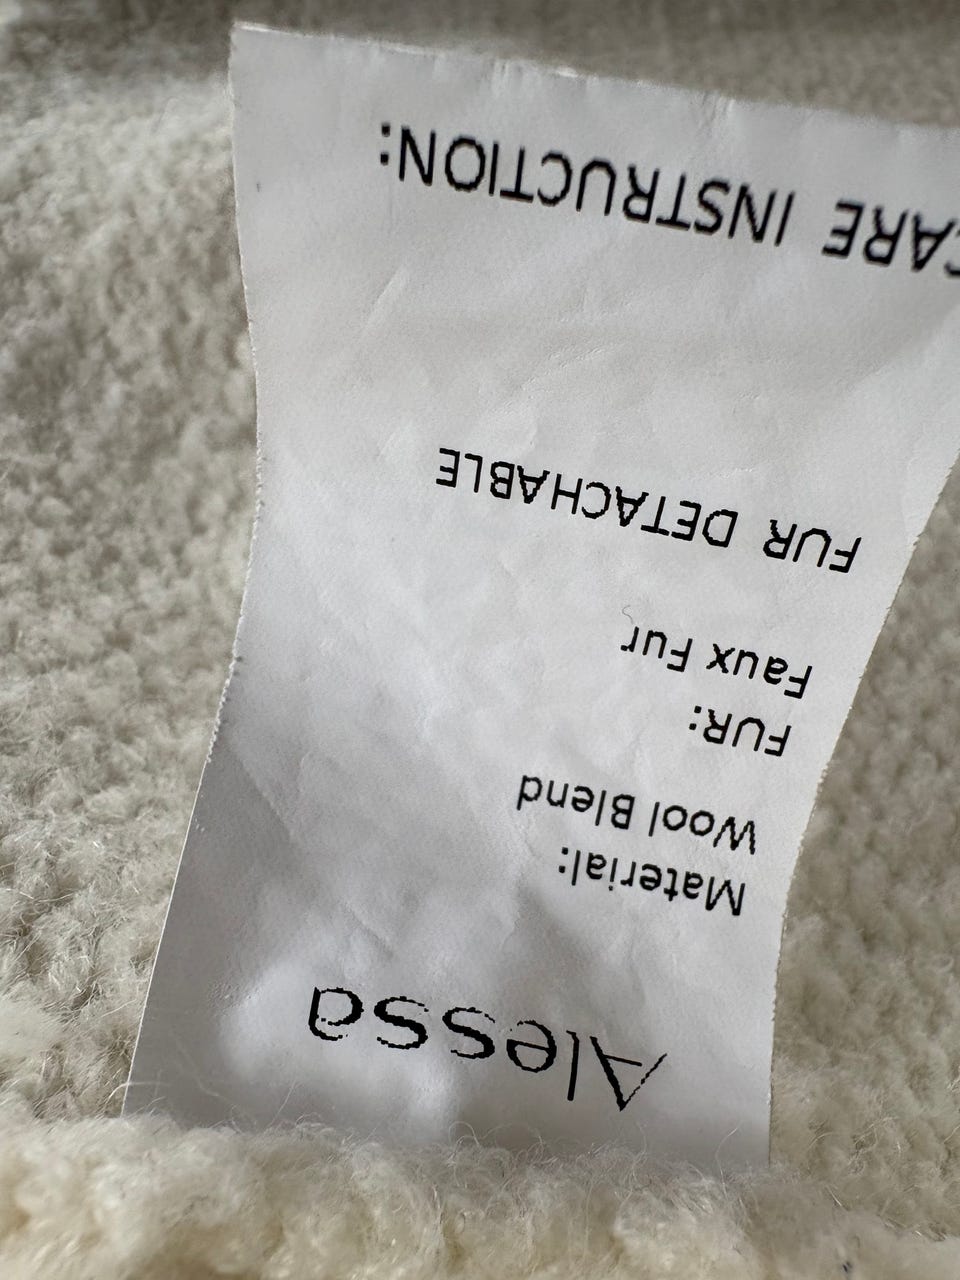 Alessa
Material:
Wool Blend
FUR:
Faux Fur
FUR DETACHABLE
CARE INSTRUCTION: